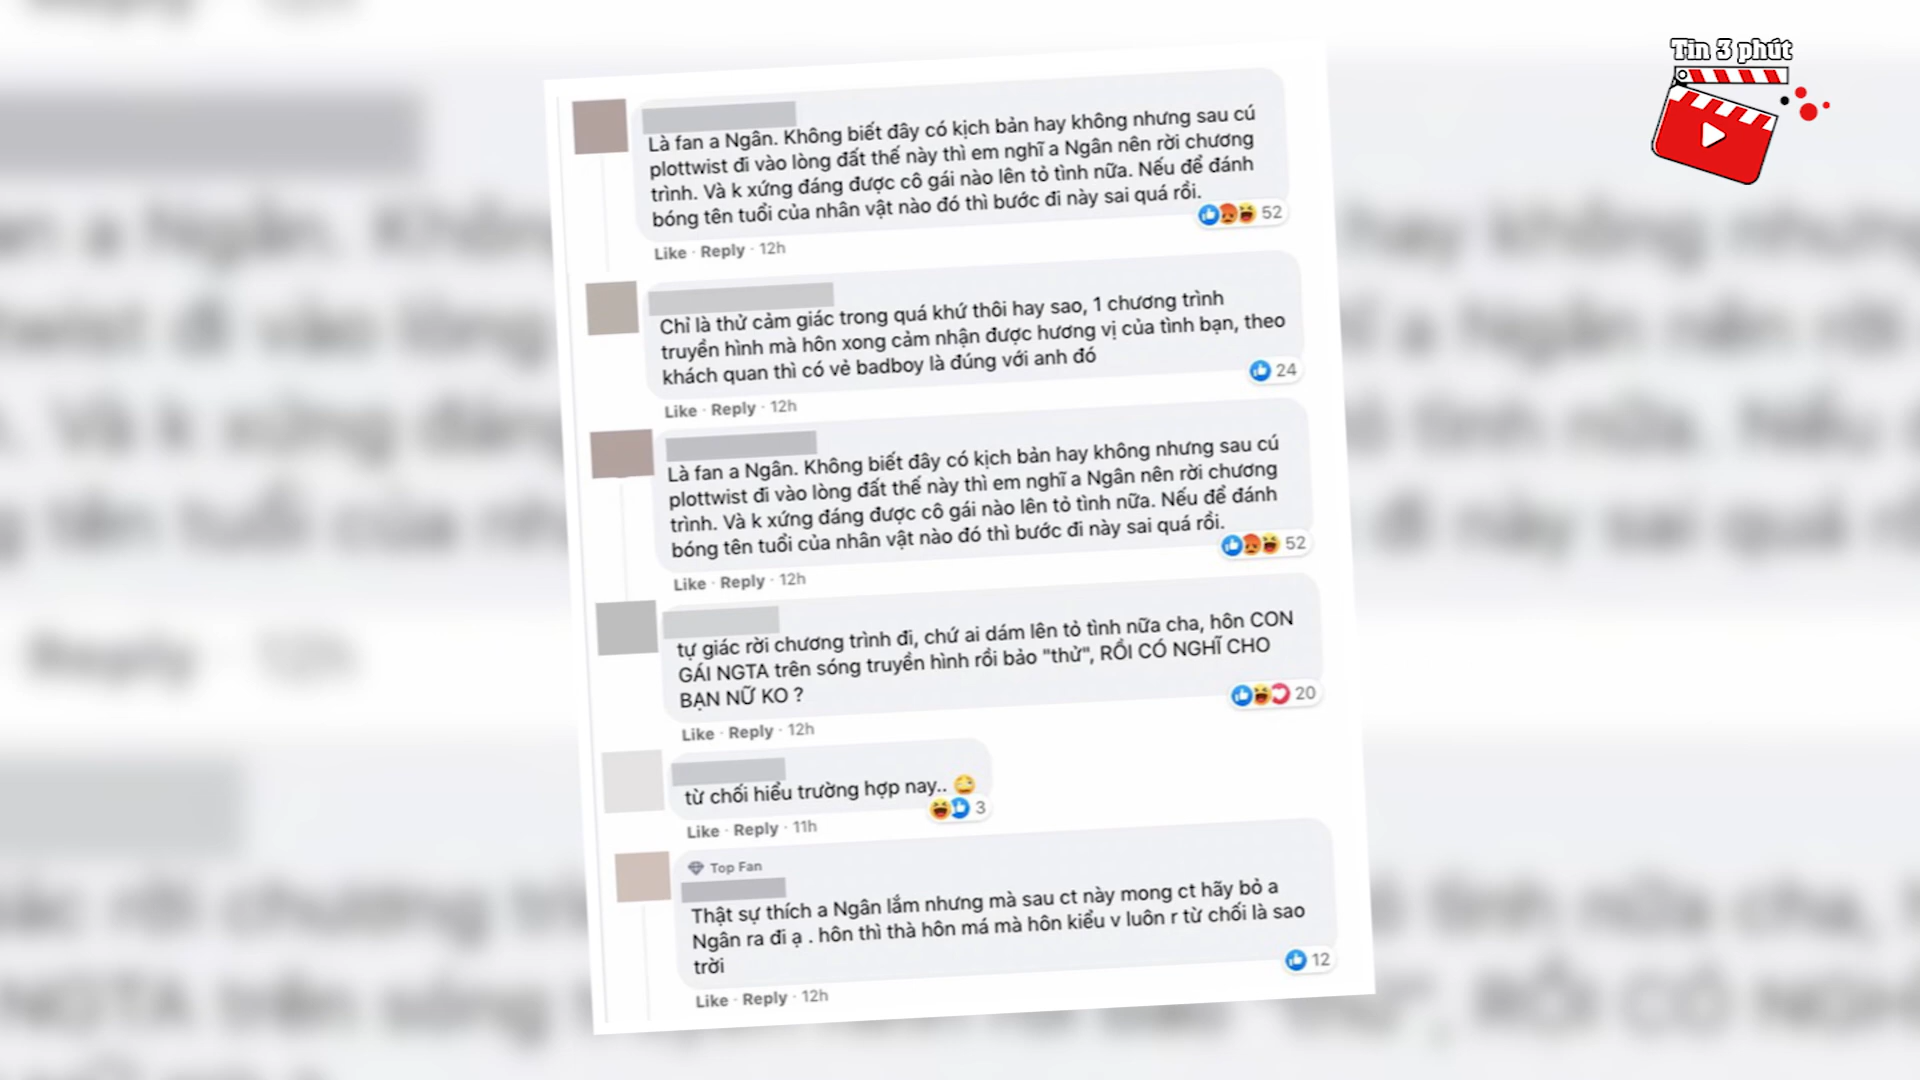 Tin 3 phút
Là fan a Ngân. Không biết đây có kịch bản hay không nhưng sau cú
plottwist đi vào lòng đất thế này thì em nghĩ a Ngân nên rời chương
trình. Và k xứng đáng được cô gái nào lên tỏ tình nữa. Nếu để đánh
bóng tên tuổi của nhân vật nào đó thì bước đi này sai quá rồi.
52
Like · Reply · 12h
Chỉ là thử cảm giác trong quá khứ thôi hay sao, 1 chương trình
truyền hình mà hôn xong cảm nhận được hương vị của tình bạn, theo
khách quan thì có vẻ badboy là đúng với anh đó
24
Like · Reply · 12h
Là fan a Ngân. Không biết đây có kịch bản hay không nhưng sau cú
plottwist đi vào lòng đất thế này thì em nghĩ a Ngân nên rời chương
trình. Và k xứng đáng được cô gái nào lên tỏ tình nữa. Nếu để đánh
bóng tên tuổi của nhân vật nào đó thì bước đi này sai quá rồi.
52
Like · Reply · 12h
tự giác rời chương trình đi, chứ ai dám lên tỏ tình nữa cha, hôn CON
GÁI NGTA trên sóng truyền hình rồi bảo "thử", RỒI CÓ NGHĨ CHO
BẠN NỮ KO ?
20
Like · Reply · 12h
từ chối hiểu trường hợp nay..
3
Like · Reply · 11h
Top Fan
Thật sự thích a Ngân lắm nhưng mà sau ct này mong ct hãy bỏ a
Ngân ra đi ạ . hôn thì thà hôn má mà hôn kiểu v luôn r từ chối là sao
trời
12
Like · Reply · 12h